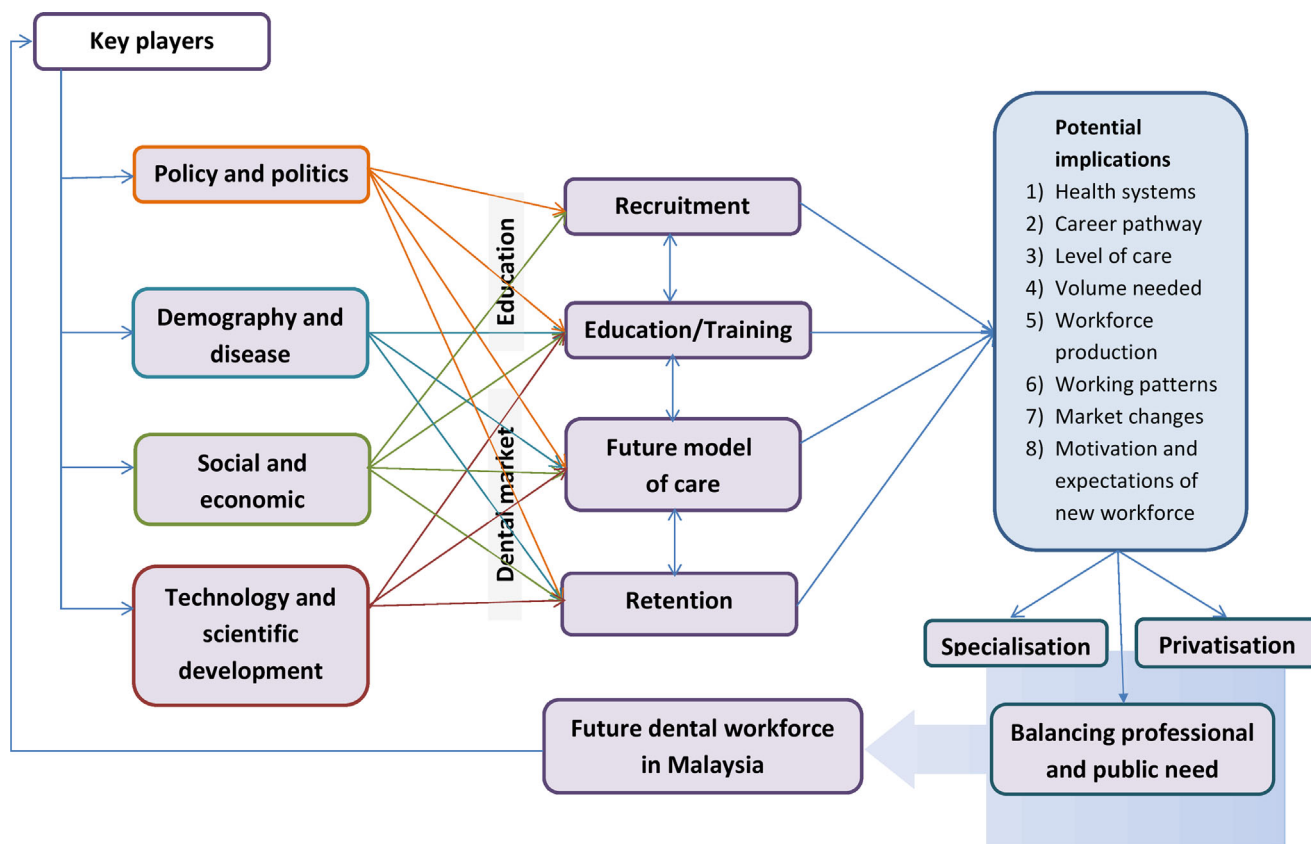 Key players
Policy and politics
Demography and
disease
Social and
economic
Technology and
scientific
development
Education
Dental market
Recruitment
Education/Training
Future model
of care
Retention
Potential
implications
1) Health systems
2) Career pathway
3) Level of care
4) Volume needed
5) Workforce
production
6) Working patterns
7) Market changes
8) Motivation and
expectations of
new workforce
Specialisation
Privatisation
Balancing professional
and public need
Future dental workforce
in Malaysia